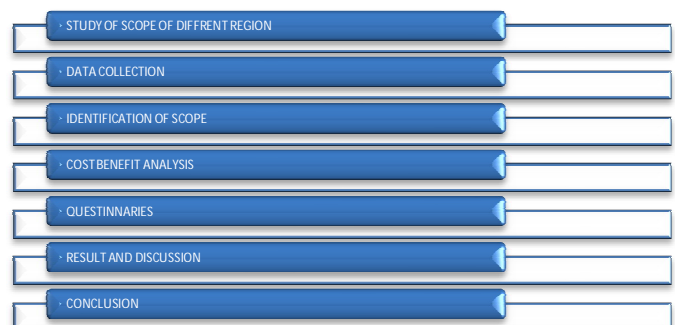 · STUDY OF SCOPE OF DIFFRENT REGION
· DATA COLLECTION
· IDENTIFICATION OF SCOPE
· COST BENEFIT ANALYSIS
· QUESTINNARIES
· RESULT AND DISCUSSION
· CONCLUSION